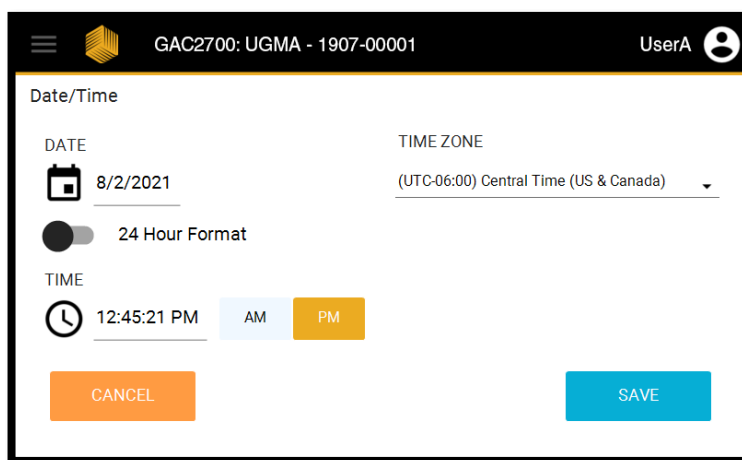 GAC2700: UGMA - 1907-00001 UserA
Date/Time
DATE
8/2/2021
24 Hour Format
TIME
12:45:21 PM AM PM
TIME ZONE
(UTC-06:00) Central Time (US & Canada)
CANCEL SAVE